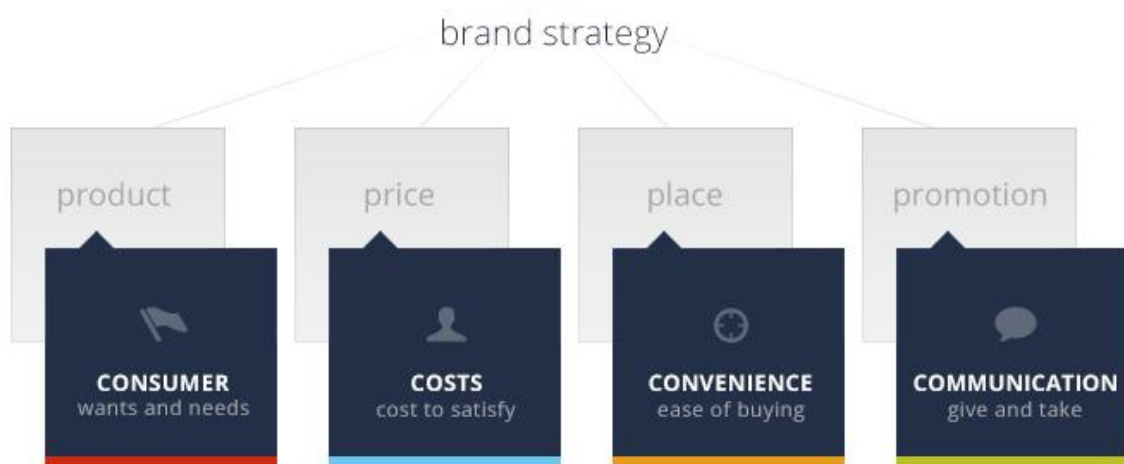 brand strategy
product
price
place
promotion
CONSUMER
wants and needs
COSTS
cost to satisfy
CONVENIENCE
ease of buying
COMMUNICATION
give and take